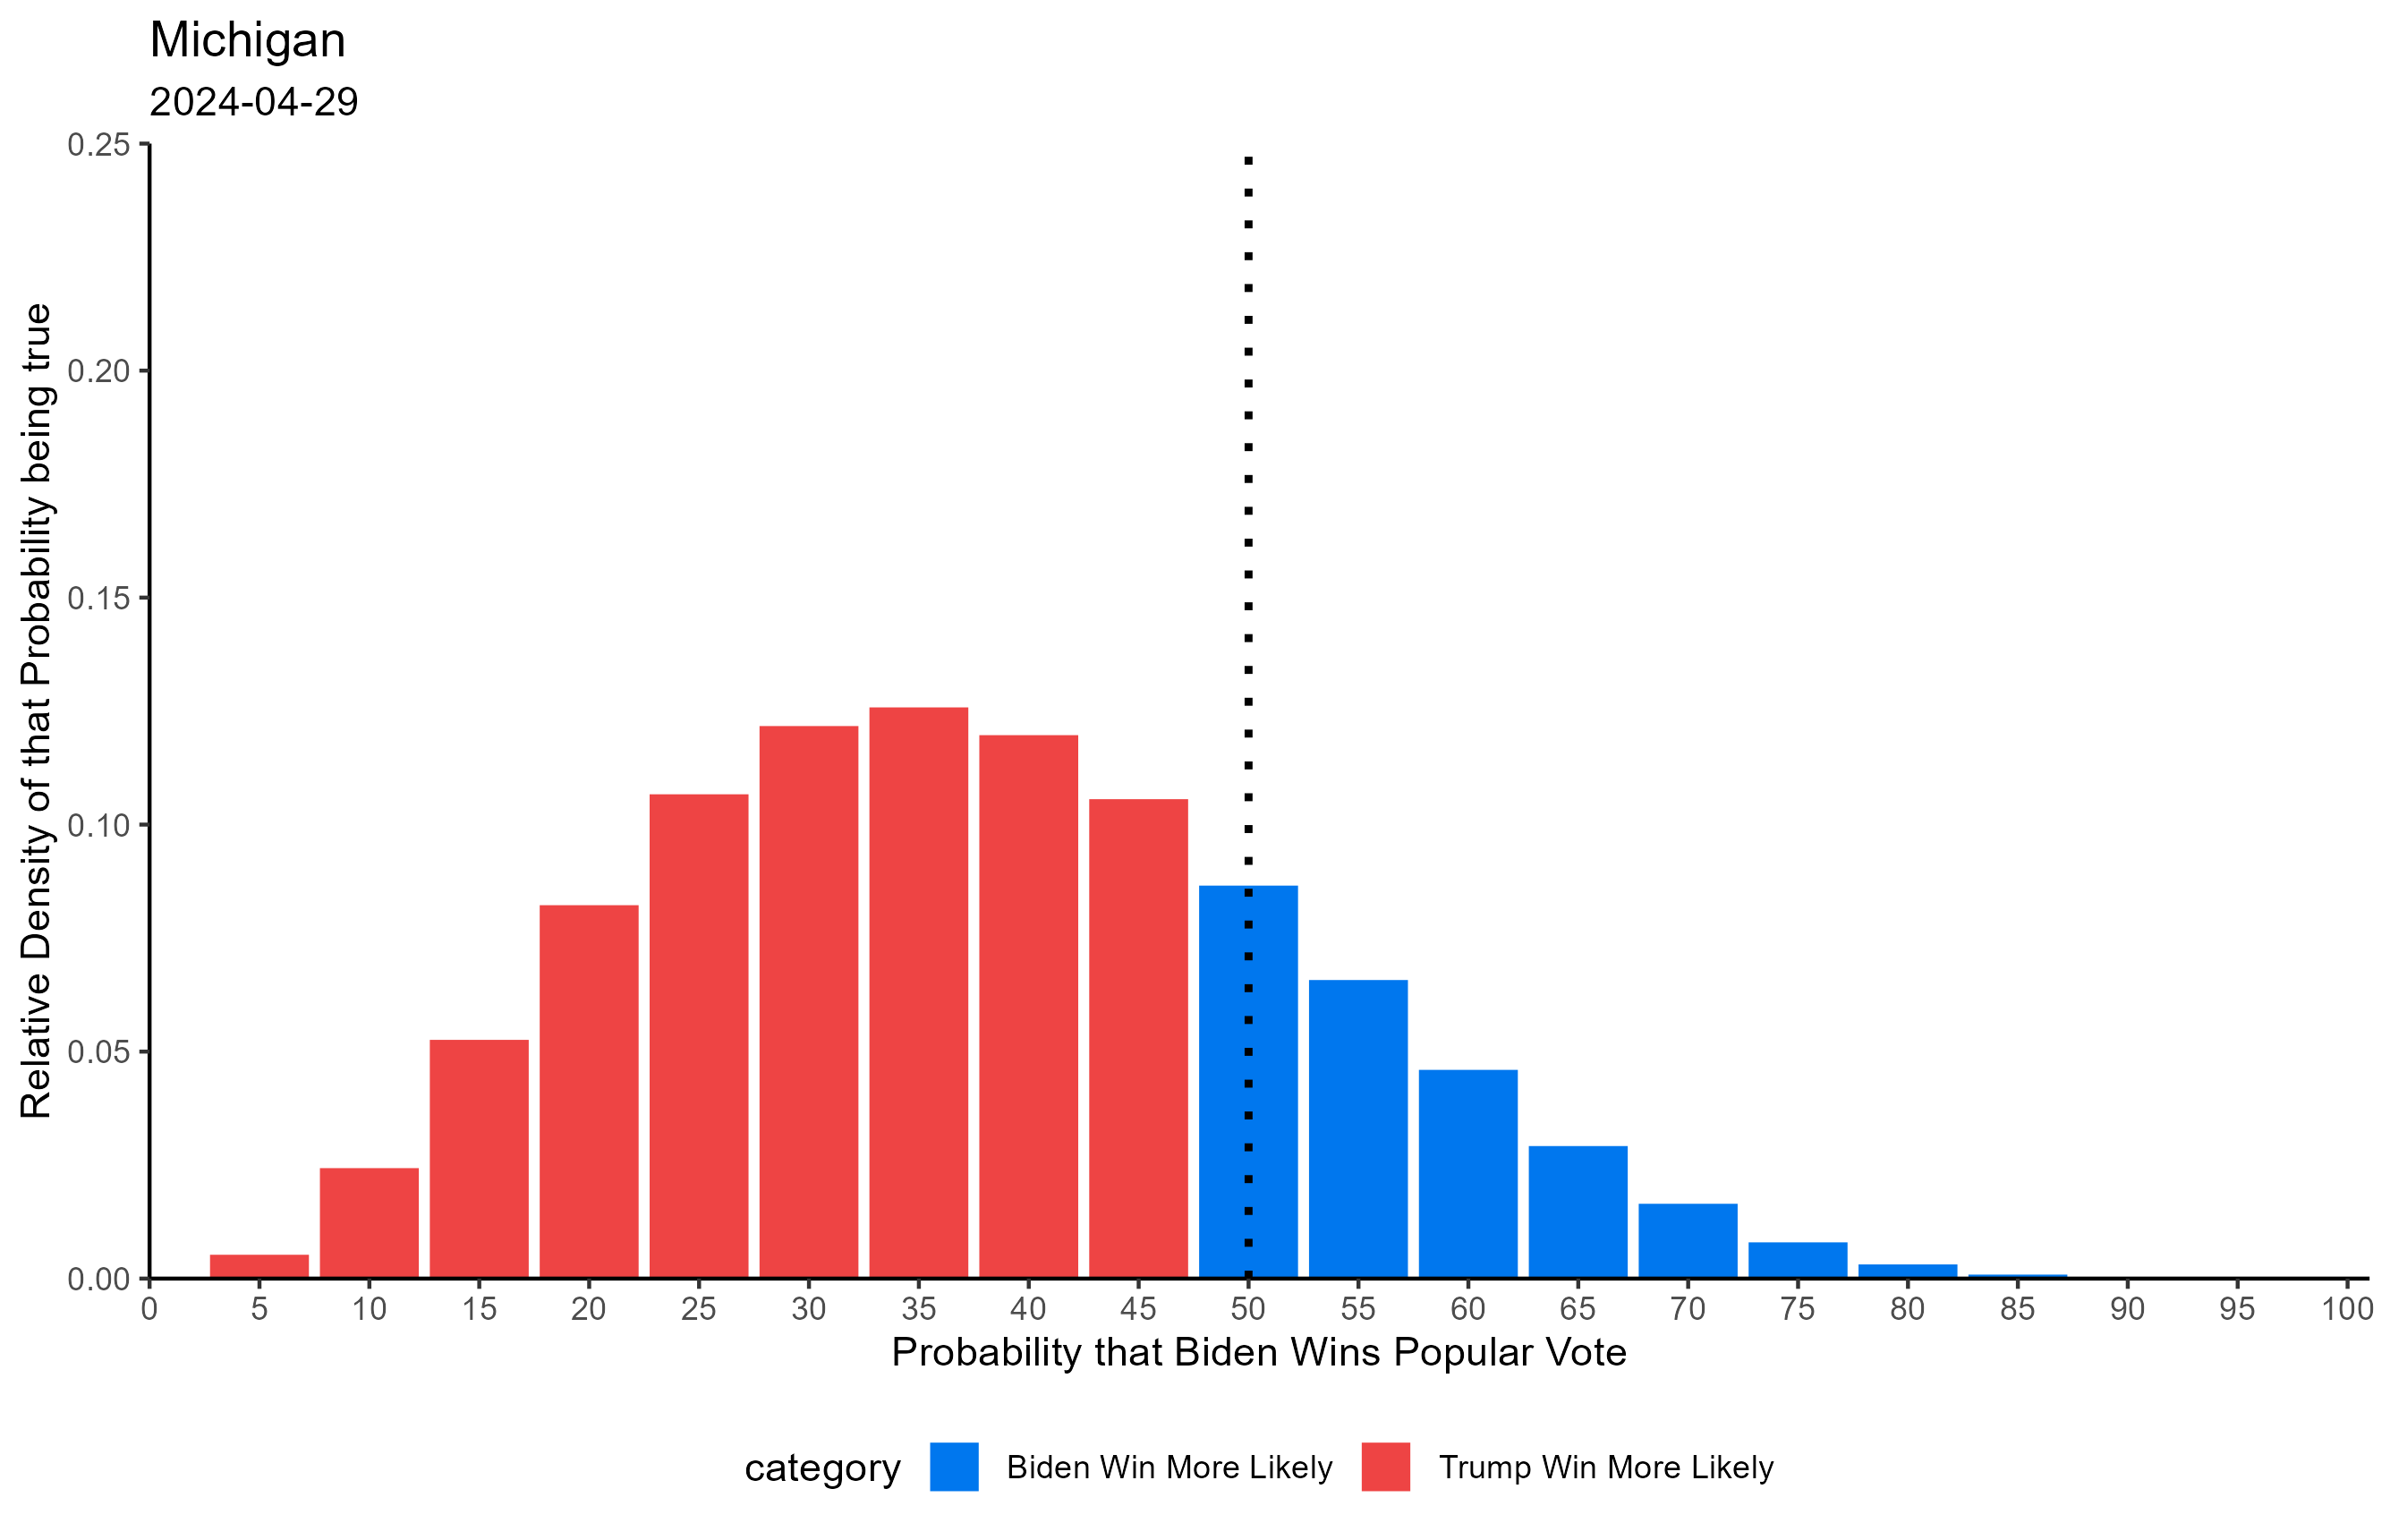 Michigan
2024-04-29
0.25
0.20
0.15
0.10
0.05
0.00
Relative Density of that Probability being true
0 5 10 15 20 25 30 35 40 45 50 55 60 65 70 75 80 85 90 95 100
Probability that Biden Wins Popular Vote
category Biden Win More Likely Trump Win More Likely